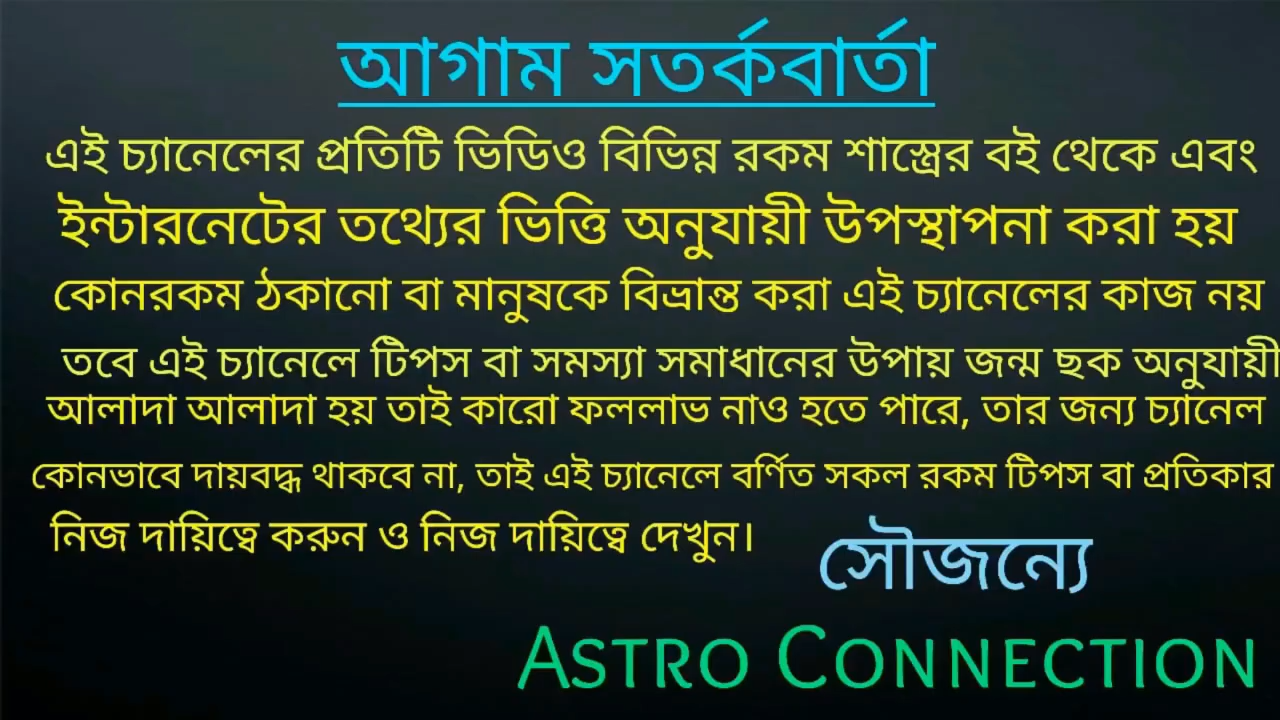 আগাম সতর্কবার্তা
এই চ্যানেলের প্রতিটি ভিডিও বিভিন্ন রকম শাস্ত্রের বই থেকে এবং
ইন্টারনেটের তথ্যের ভিত্তি অনুযায়ী উপস্থাপনা করা হয়
কোনরকম ঠকানো বা মানুষকে বিভ্রান্ত করা এই চ্যানেলের কাজ নয়
তবে এই চ্যানেলে টিপস বা সমস্যা সমাধানের উপায় জন্ম ছক অনুযায়ী
আলাদা আলাদা হয় তাই কারো ফললাভ নাও হতে পারে, তার জন্য চ্যানেল
কোনভাবে দায়বদ্ধ থাকবে না, তাই এই চ্যানেলে বর্ণিত সকল রকম টিপস বা প্রতিকার
নিজ দায়িত্বে করুন ও নিজ দায়িত্বে দেখুন।
সৌজন্যে
ASTRO CONNECTION